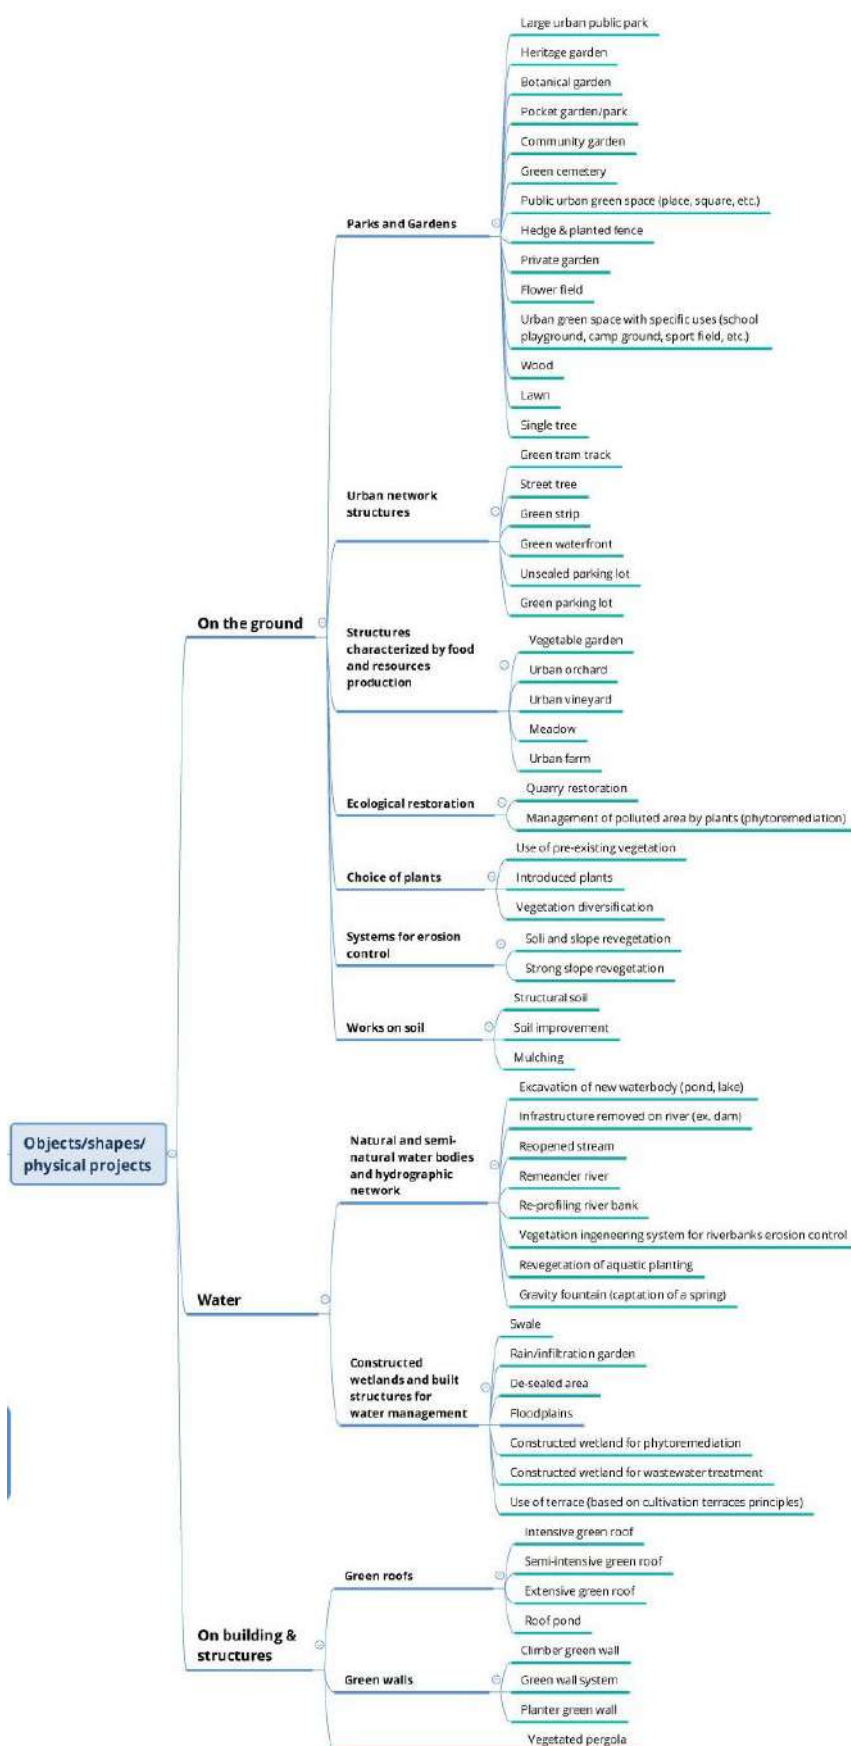 Objects/shapes/
physical projects
On the ground
Parks and Gardens
Large urban public park
Heritage garden
Botanical garden
Pocket garden/park
Community garden
Green cemetery
Public urban green space (place, square, etc.)
Hedge & planted fence
Private garden
Flower field
Urban green space with specific uses (school
playground, camp ground, sport field, etc.)
Wood
Lawn
Single tree
Urban network
structures
Green tram track
Street tree
Green strip
Green waterfront
Unsealed parking lot
Green parking lot
Structures
characterized by food
and resources
production
Vegetable garden
Urban orchard
Urban vineyard
Meadow
Urban farm
Ecological restoration
Quarry restoration
Management of polluted area by plants (phytoremediation)
Choice of plants
Use of pre-existing vegetation
Introduced plants
Vegetation diversification
Systems for erosion
control
Soli and slope revegetation
Strong slope revegetation
Works on soil
Structural soil
Soil improvement
Mulching
Water
Natural and semi-
natural water bodies
and hydrographic
network
Excavation of new waterbody (pond, lake)
Infrastructure removed on river (ex. dam)
Reopened stream
Remeander river
Re-profiling river bank
Vegetation ingeneering system for riverbanks erosion control
Revegetation of aquatic planting
Gravity fountain (captation of a spring)
Constructed
wetlands and built
structures for
water management
Swale
Rain/infiltration garden
De-sealed area
Floodplains
Constructed wetland for phytoremediation
Constructed wetland for wastewater treatment
Use of terrace (based on cultivation terraces principles)
On building &
structures
Green roofs
Intensive green roof
Semi-intensive green roof
Extensive green roof
Roof pond
Green walls
Climber green wall
Green wall system
Planter green wall
Vegetated pergola